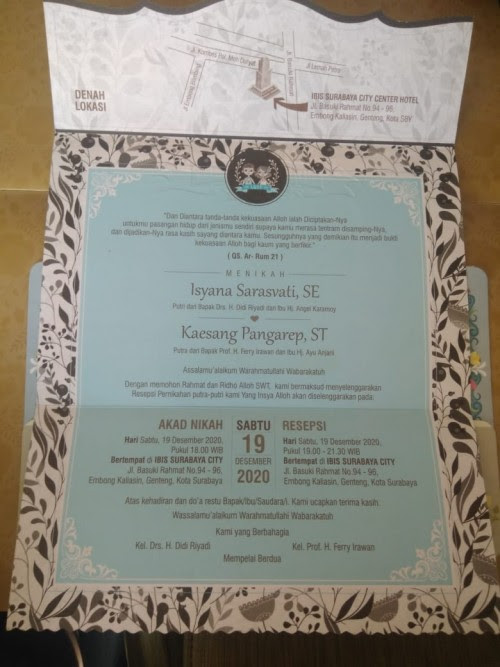 DENAH
LOKASI
IBIS SURABAYA CITY CENTER HOTEL
Jl. Basuki Rahmat No.94 - 96,
Embong Kaliasin, Genteng, Kota SBY
"Dan Diantara tanda-tanda kekuasaan Alloh ialah Diciptakan-Nya
untukmu pasangan hidup dari jenismu sendiri supaya kamu merasa tentram disamping-Nya,
dan dijadikan-Nya rasa kasih sayang diantara kamu. Sesungguhnya yang demikian itu menjadi bukti
kekuasaan Alloh bagi kaum yang berfikir."
( QS. Ar- Rum 21 )
MENIKAH
Isyana Sarasvati, SE
Putri dari Bapak Drs. H. Didi Riyadi dan Ibu Hj. Angel Karamoy
Kaesang Pangarep, ST
Putra dari Bapak Prof. H. Ferry Irawan dan Ibu Hj. Ayu Anjani
Assalamu'alaikum Warahmatullahi Wabarakatuh
Dengan memohon Rahmat dan Ridho Alloh SWT, kami bermaksud menyelenggarakan
Resepsi Pernikahan putra-putri kami Yang Insya Alloh akan diselenggarakan pada:
AKAD NIKAH
Hari Sabtu, 19 Desember 2020,
Pukul 18.00 WIB
Bertempat di IBIS SURABAYA CITY
Jl. Basuki Rahmat No.94 - 96,
Embong Kaliasin, Genteng, Kota Surabaya
SABTU
19
DESEMBER
2020
RESEPSI
Hari Sabtu, 19 Desember 2020,
Pukul 19.00 - 21.30 WIB
Bertempat di IBIS SURABAYA CITY
Jl. Basuki Rahmat No.94 - 96,
Embong Kaliasin, Genteng, Kota Surabaya
Atas kehadiran dan do'a restu Bapak/Ibu/Saudara/i. Kami ucapkan terima kasih.
Wassalamu'alaikum Warahmatullahi Wabarakatuh
Kami yang Berbahagia
Kel. Drs. H. Didi Riyadi
Kel. Prof. H. Ferry Irawan
Mempelai Berdua